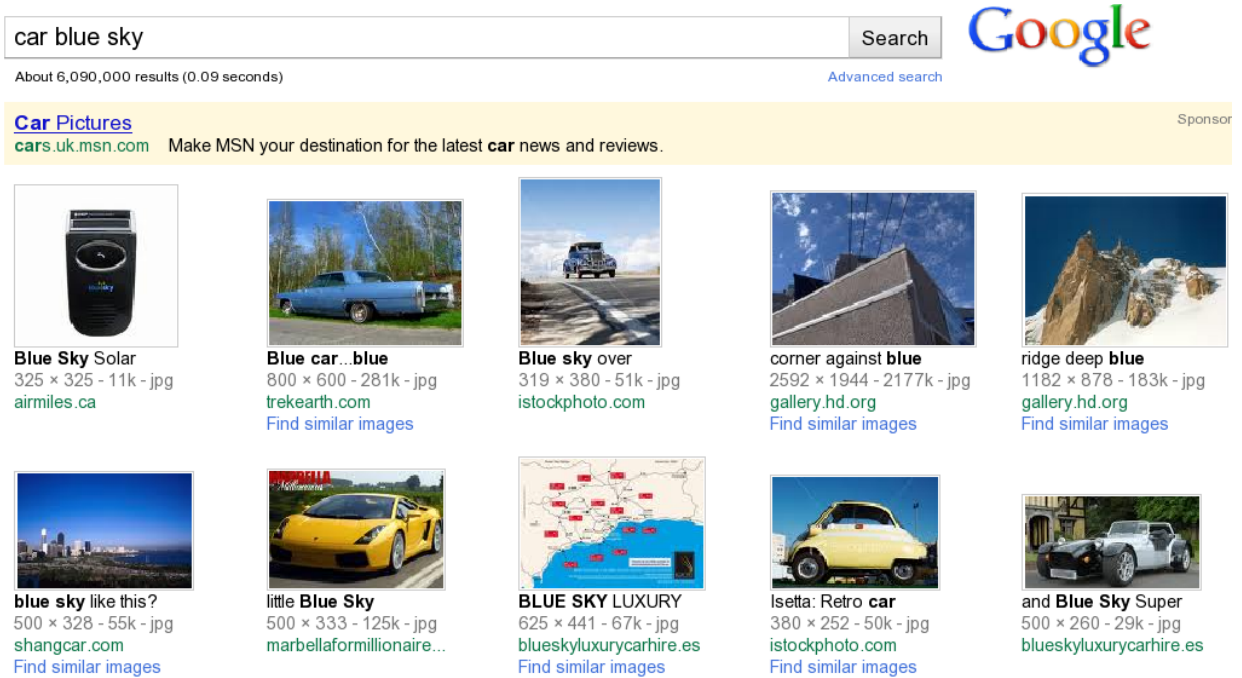 car blue sky
Search
Google
About 6,090,000 results (0.09 seconds)
Advanced search
Car Pictures
Sponsor
cars.uk.msn.com Make MSN your destination for the latest car news and reviews.
Blue Sky Solar
325 × 325 - 11k - jpg
airmiles.ca
Blue car...blue
800 × 600 - 281k - jpg
trekearth.com
Find similar images
Blue sky over
319 × 380 - 51k - jpg
istockphoto.com
corner against blue
2592 × 1944 - 2177k - jpg
gallery.hd.org
Find similar images
ridge deep blue
1182 × 878 - 183k - jpg
gallery.hd.org
Find similar images
blue sky like this?
500 × 328 - 55k - jpg
shangcar.com
Find similar images
little Blue Sky
500 × 333 - 125k - jpg
marbellaformillionaire...
BLUE SKY LUXURY
625 × 441 - 67k - jpg
blueskyluxurycarhire.es
Find similar images
Isetta: Retro car
380 × 252 - 50k - jpg
istockphoto.com
Find similar images
and Blue Sky Super
500 × 260 - 29k - jpg
blueskyluxurycarhire.es